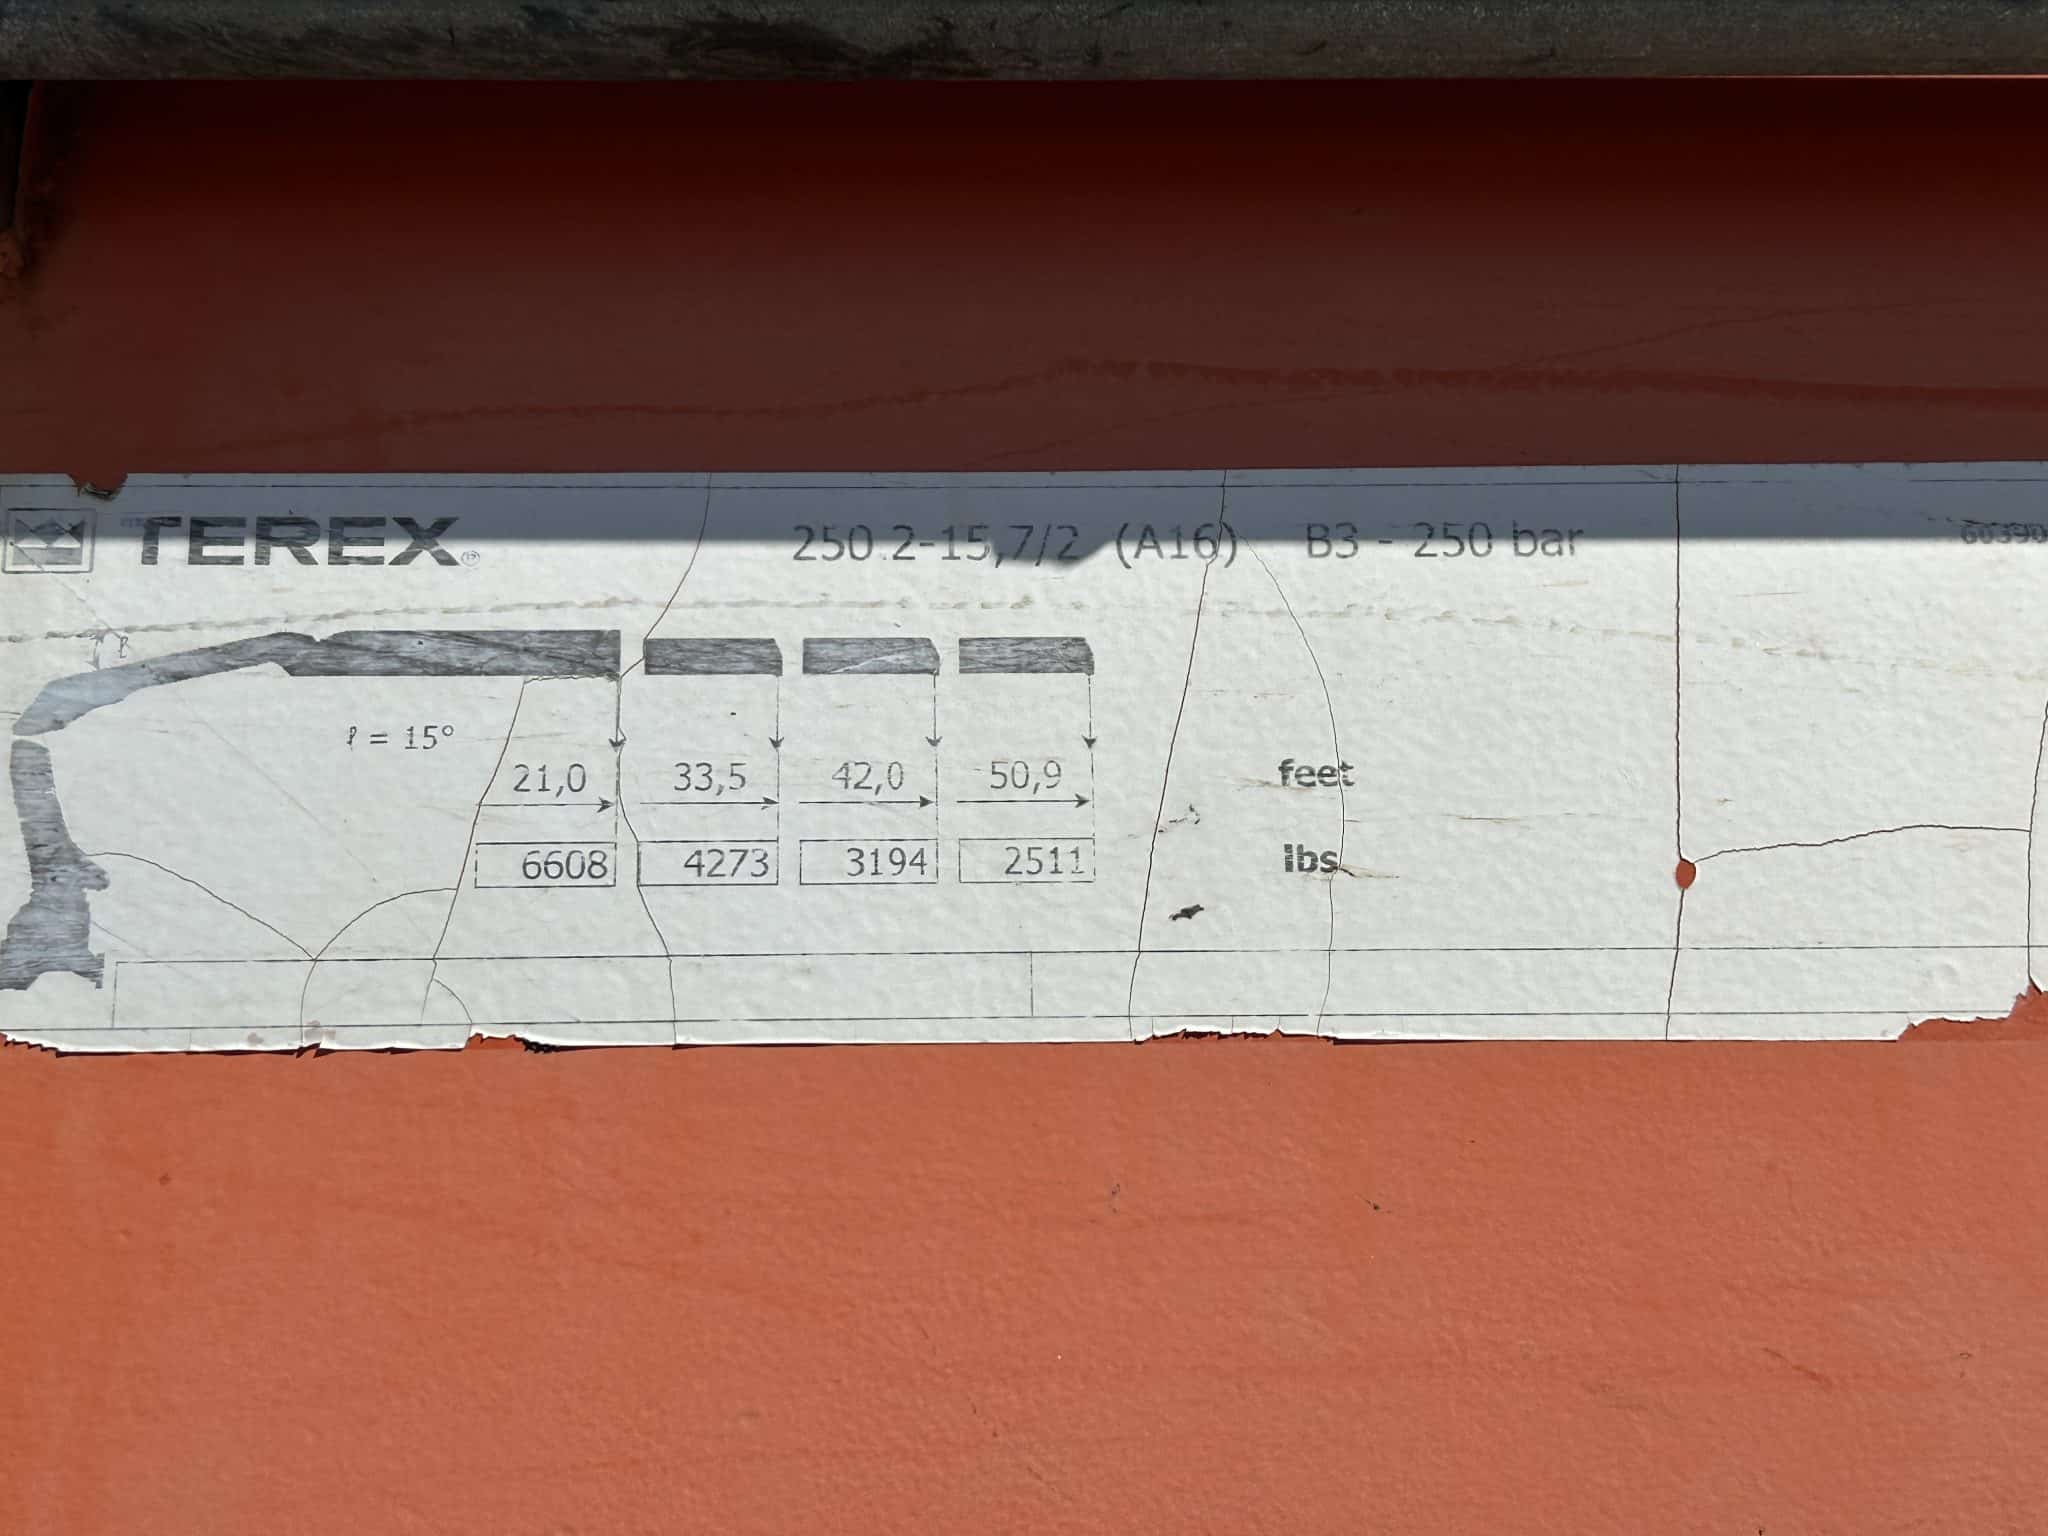 TEREX®
250.2-15,7/2 (A16) B3 - 250 bar
= 15°
21,0 33,5 42,0 50,9 feet
6608 4273 3194 2511 lbs